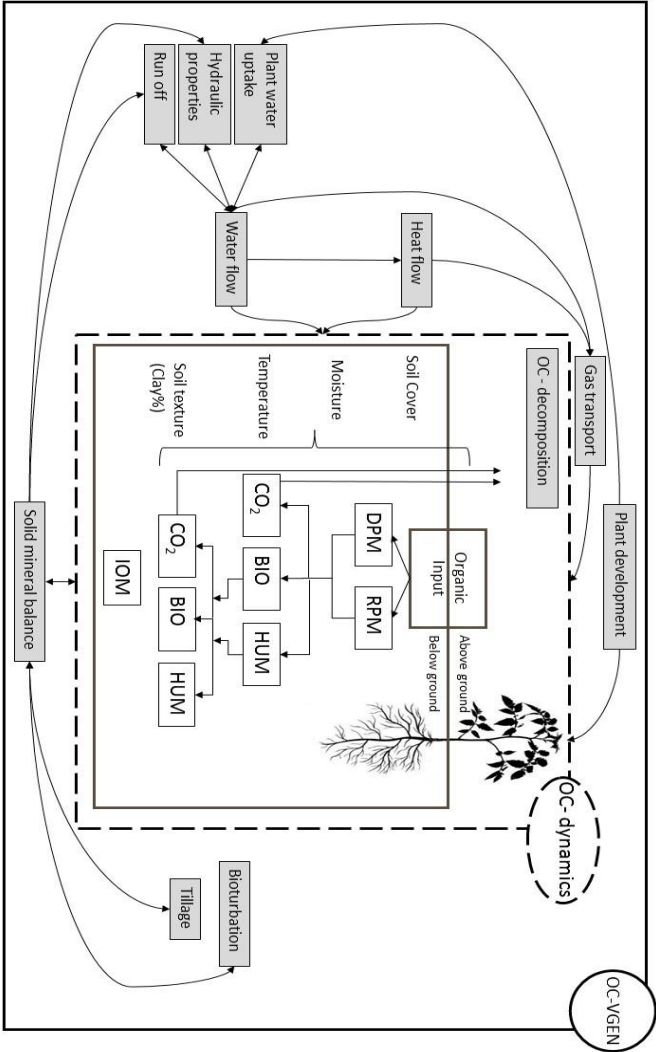 OC-VGEN
OC- dynamics
Plant development
Gas transport
OC - decomposition
Heat flow
Water flow
Plant water
uptake
Hydraulic
properties
Run off
Soil Cover
Moisture
Temperature
Soil texture
(Clay%)
Organic
Input
Above ground
Below ground
DPM
RPM
CO2
BIO
HUM
CO2
BIO
HUM
IOM
Solid mineral balance
Bioturbation
Tillage